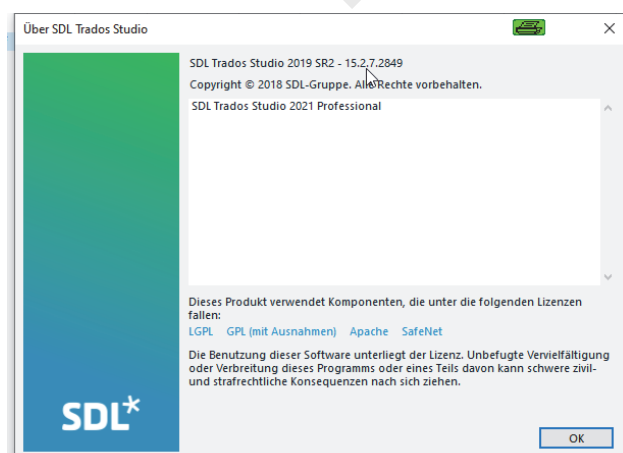 Über SDL Trados Studio
SDL Trados Studio 2019 SR2 - 15.2.7.2849
Copyright © 2018 SDL-Gruppe. Alle Rechte vorbehalten.
SDL Trados Studio 2021 Professional
Dieses Produkt verwendet Komponenten, die unter die folgenden Lizenzen
fallen:
LGPL GPL (mit Ausnahmen) Apache SafeNet
Die Benutzung dieser Software unterliegt der Lizenz. Unbefugte Vervielfältigung
oder Verbreitung dieses Programms oder eines Teils davon kann schwere zivil-
und strafrechtliche Konsequenzen nach sich ziehen.
SDL*
OK